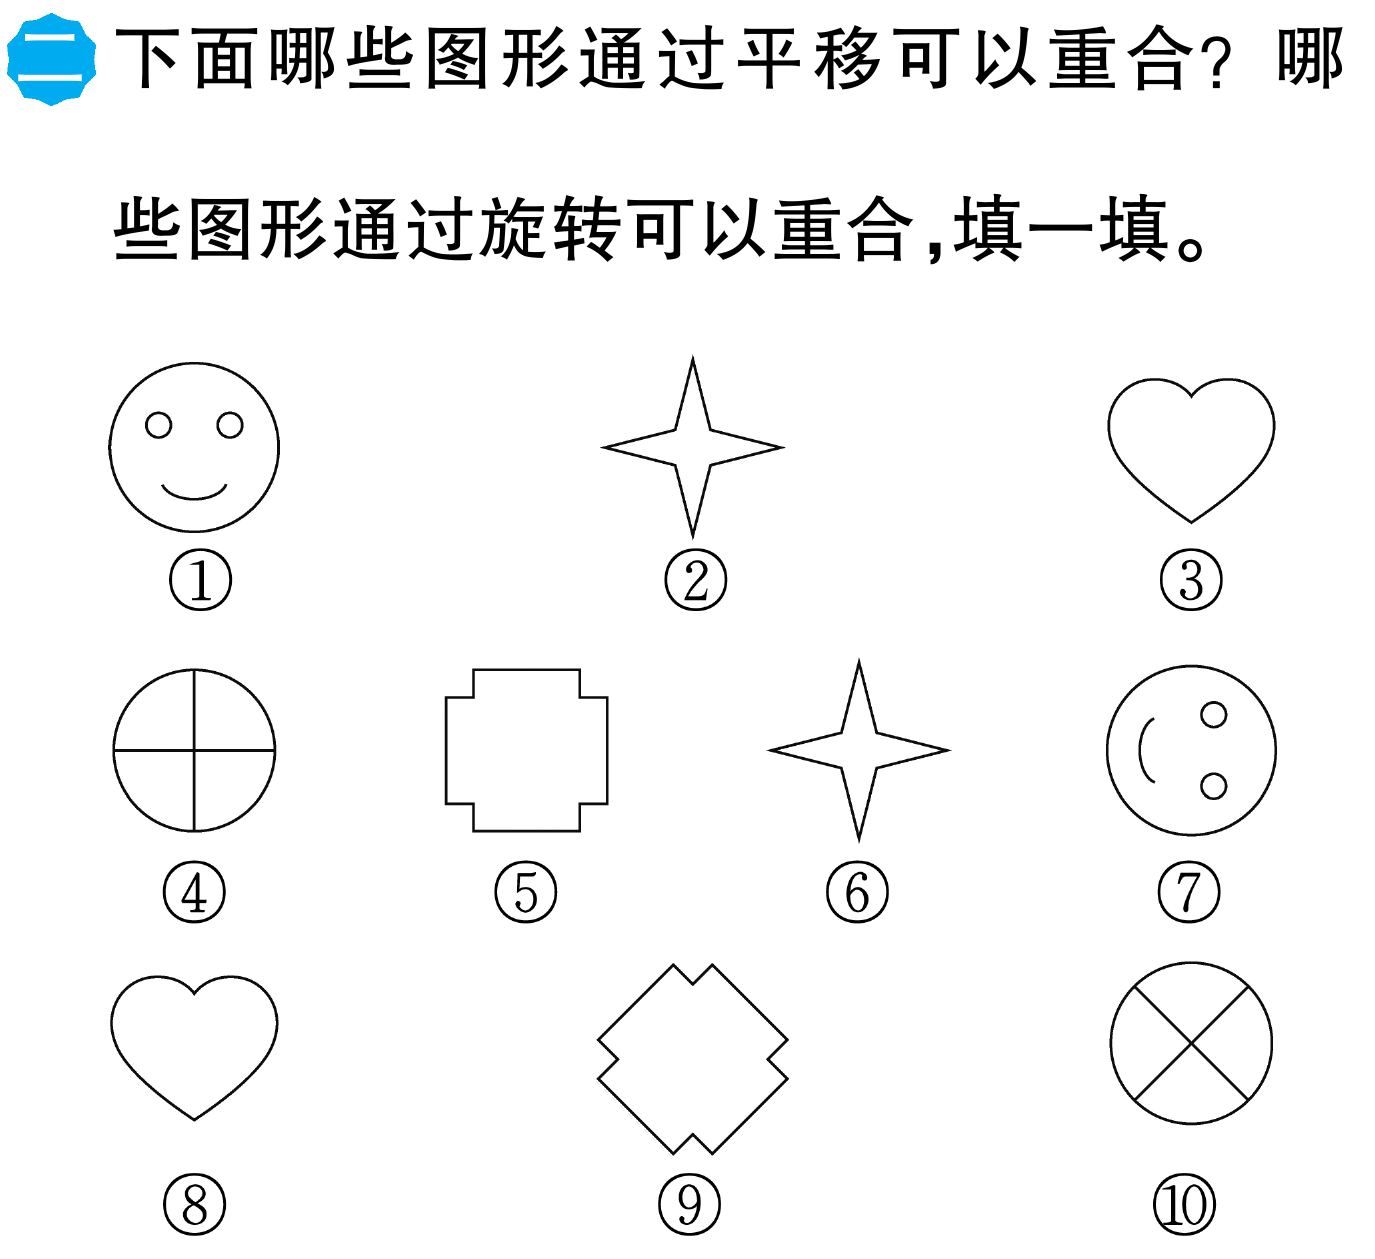 二 下面哪些图形通过平移可以重合？哪
些图形通过旋转可以重合,填一填。
① ② ③
④ ⑤ ⑥ ⑦
⑧ ⑨ ⑩